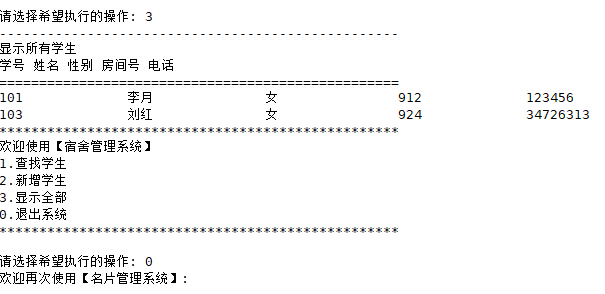 请选择希望执行的操作: 3
--------------------------------------------------
显示所有学生
学号 姓名 性别 房间号 电话
==================================================
101 李月 女 912 123456
103 刘红 女 924 34726313
**************************************************
欢迎使用【宿舍管理系统】
1.查找学生
2.新增学生
3.显示全部
0.退出系统
**************************************************
请选择希望执行的操作: 0
欢迎再次使用【名片管理系统】: